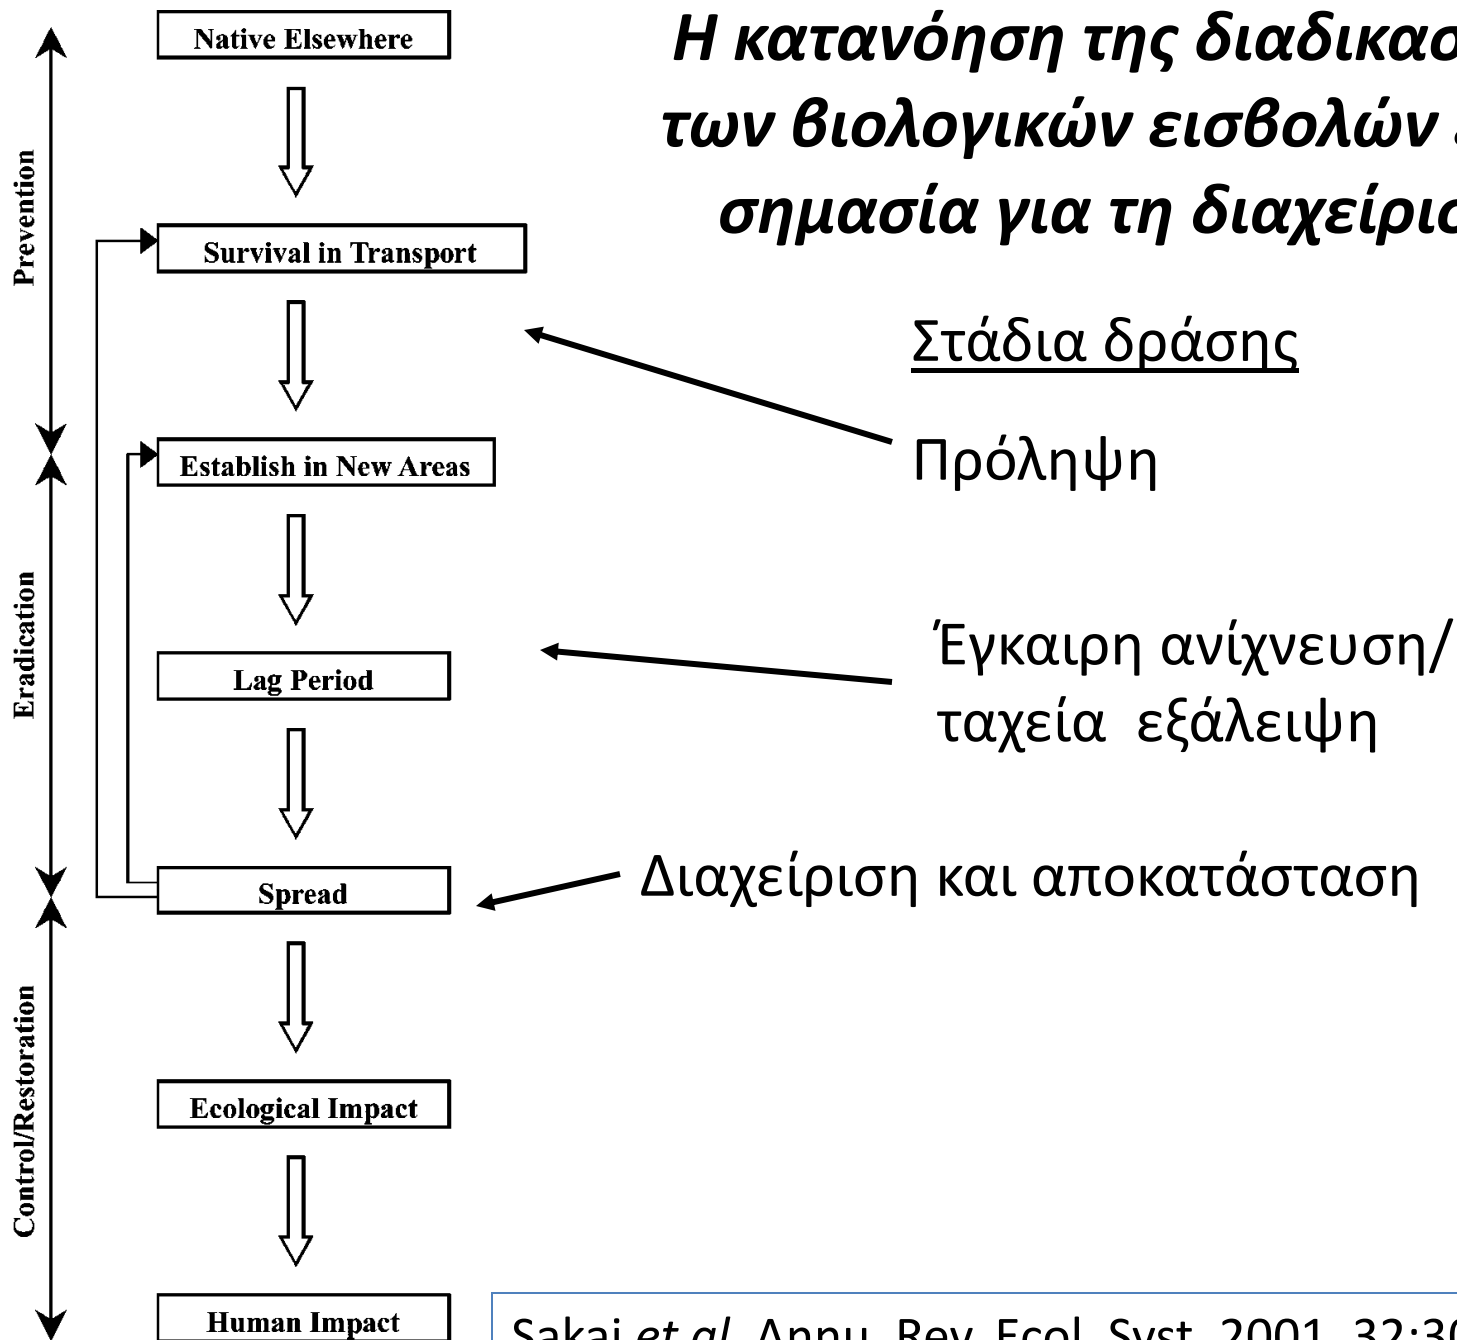 Native Elsewhere
Η κατανόηση της διαδικασ
των βιολογικών εισβολών
σημασία για τη διαχείρισ
Prevention
Survival in Transport
Στάδια δράσης
Πρόληψη
Establish in New Areas
Eradication
Έγκαιρη ανίχνευση/
ταχεία εξάλειψη
Lag Period
Διαχείριση και αποκατάσταση
Spread
Control/Restoration
Ecological Impact
Human Impact
Sakai et al. Annu. Rev. Ecol. Syst. 2001. 32:30